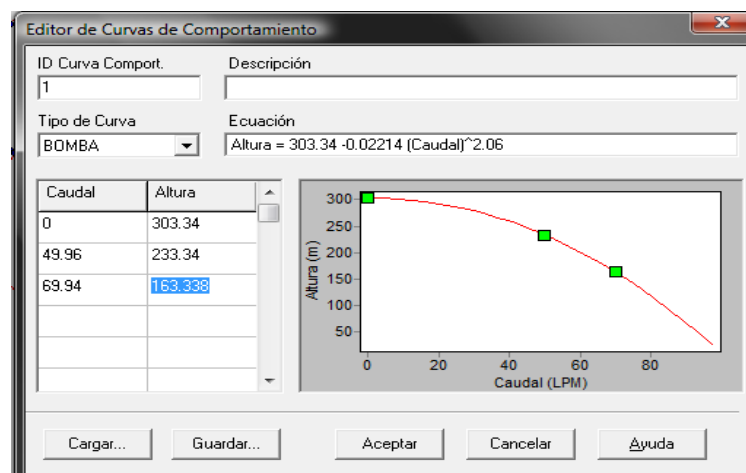 Editor de Curvas de Comportamiento
ID Curva Comport. Descripción
1
Tipo de Curva Ecuación
BOMBA Altura = 303.34 -0.02214 (Caudal)^2.06
Caudal Altura
0 303.34
49.96 233.34
69.94 163.338
Altura (m)
300
250
200
150
100
50
0 20 40 60 80
Caudal (LPM)
Cargar... Guardar... Aceptar Cancelar Ayuda